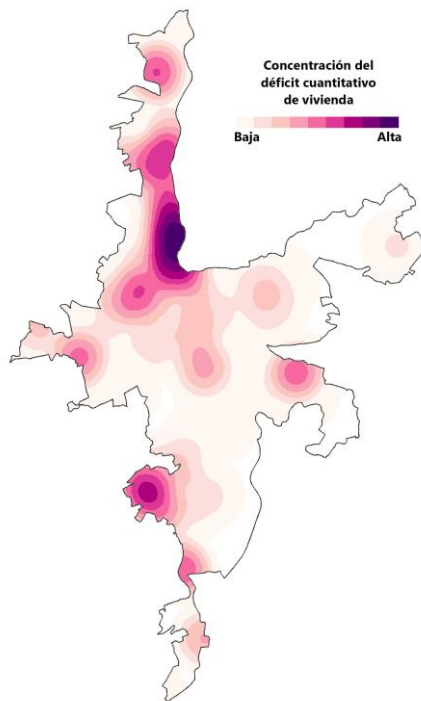 Concentración del
déficit cuantitativo
de vivienda
Baja Alta